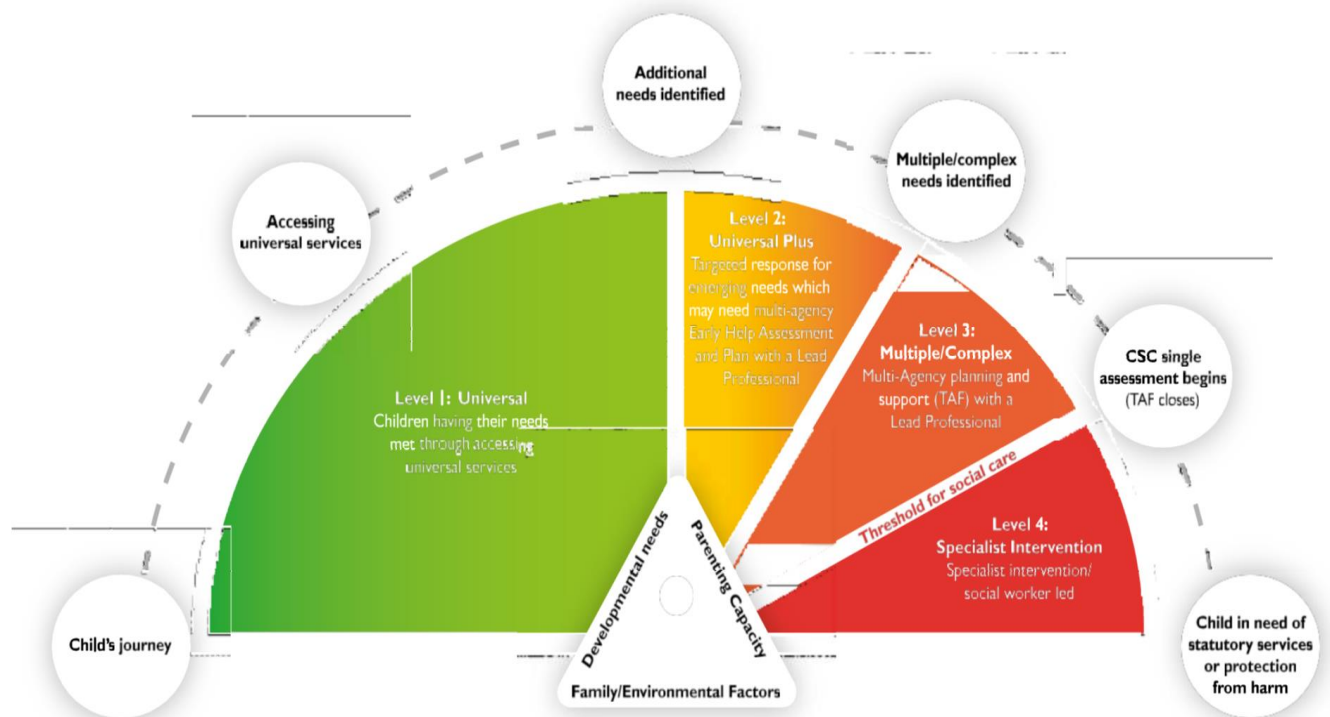 Additional
needs identified
Multiple/complex
needs identified
Accessing
universal services
Level 2:
Universal Plus
Targeted response for
emerging needs which
may need multi-agency
Early Help Assessment
and Plan with a Lead
Professional
Level 3:
Multiple/Complex
Multi-Agency planning and
support (TAF) with a
Lead Professional
CSC single
assessment begins
(TAF closes)
Level 1: Universal
Children having their needs
met through accessing
universal services
Threshold for social care
Level 4:
Specialist Intervention
Specialist intervention/
social worker led
Child's journey
Developmental needs
Parenting Capacity
Family/Environmental Factors
Child in need of
statutory services
or protection
from harm